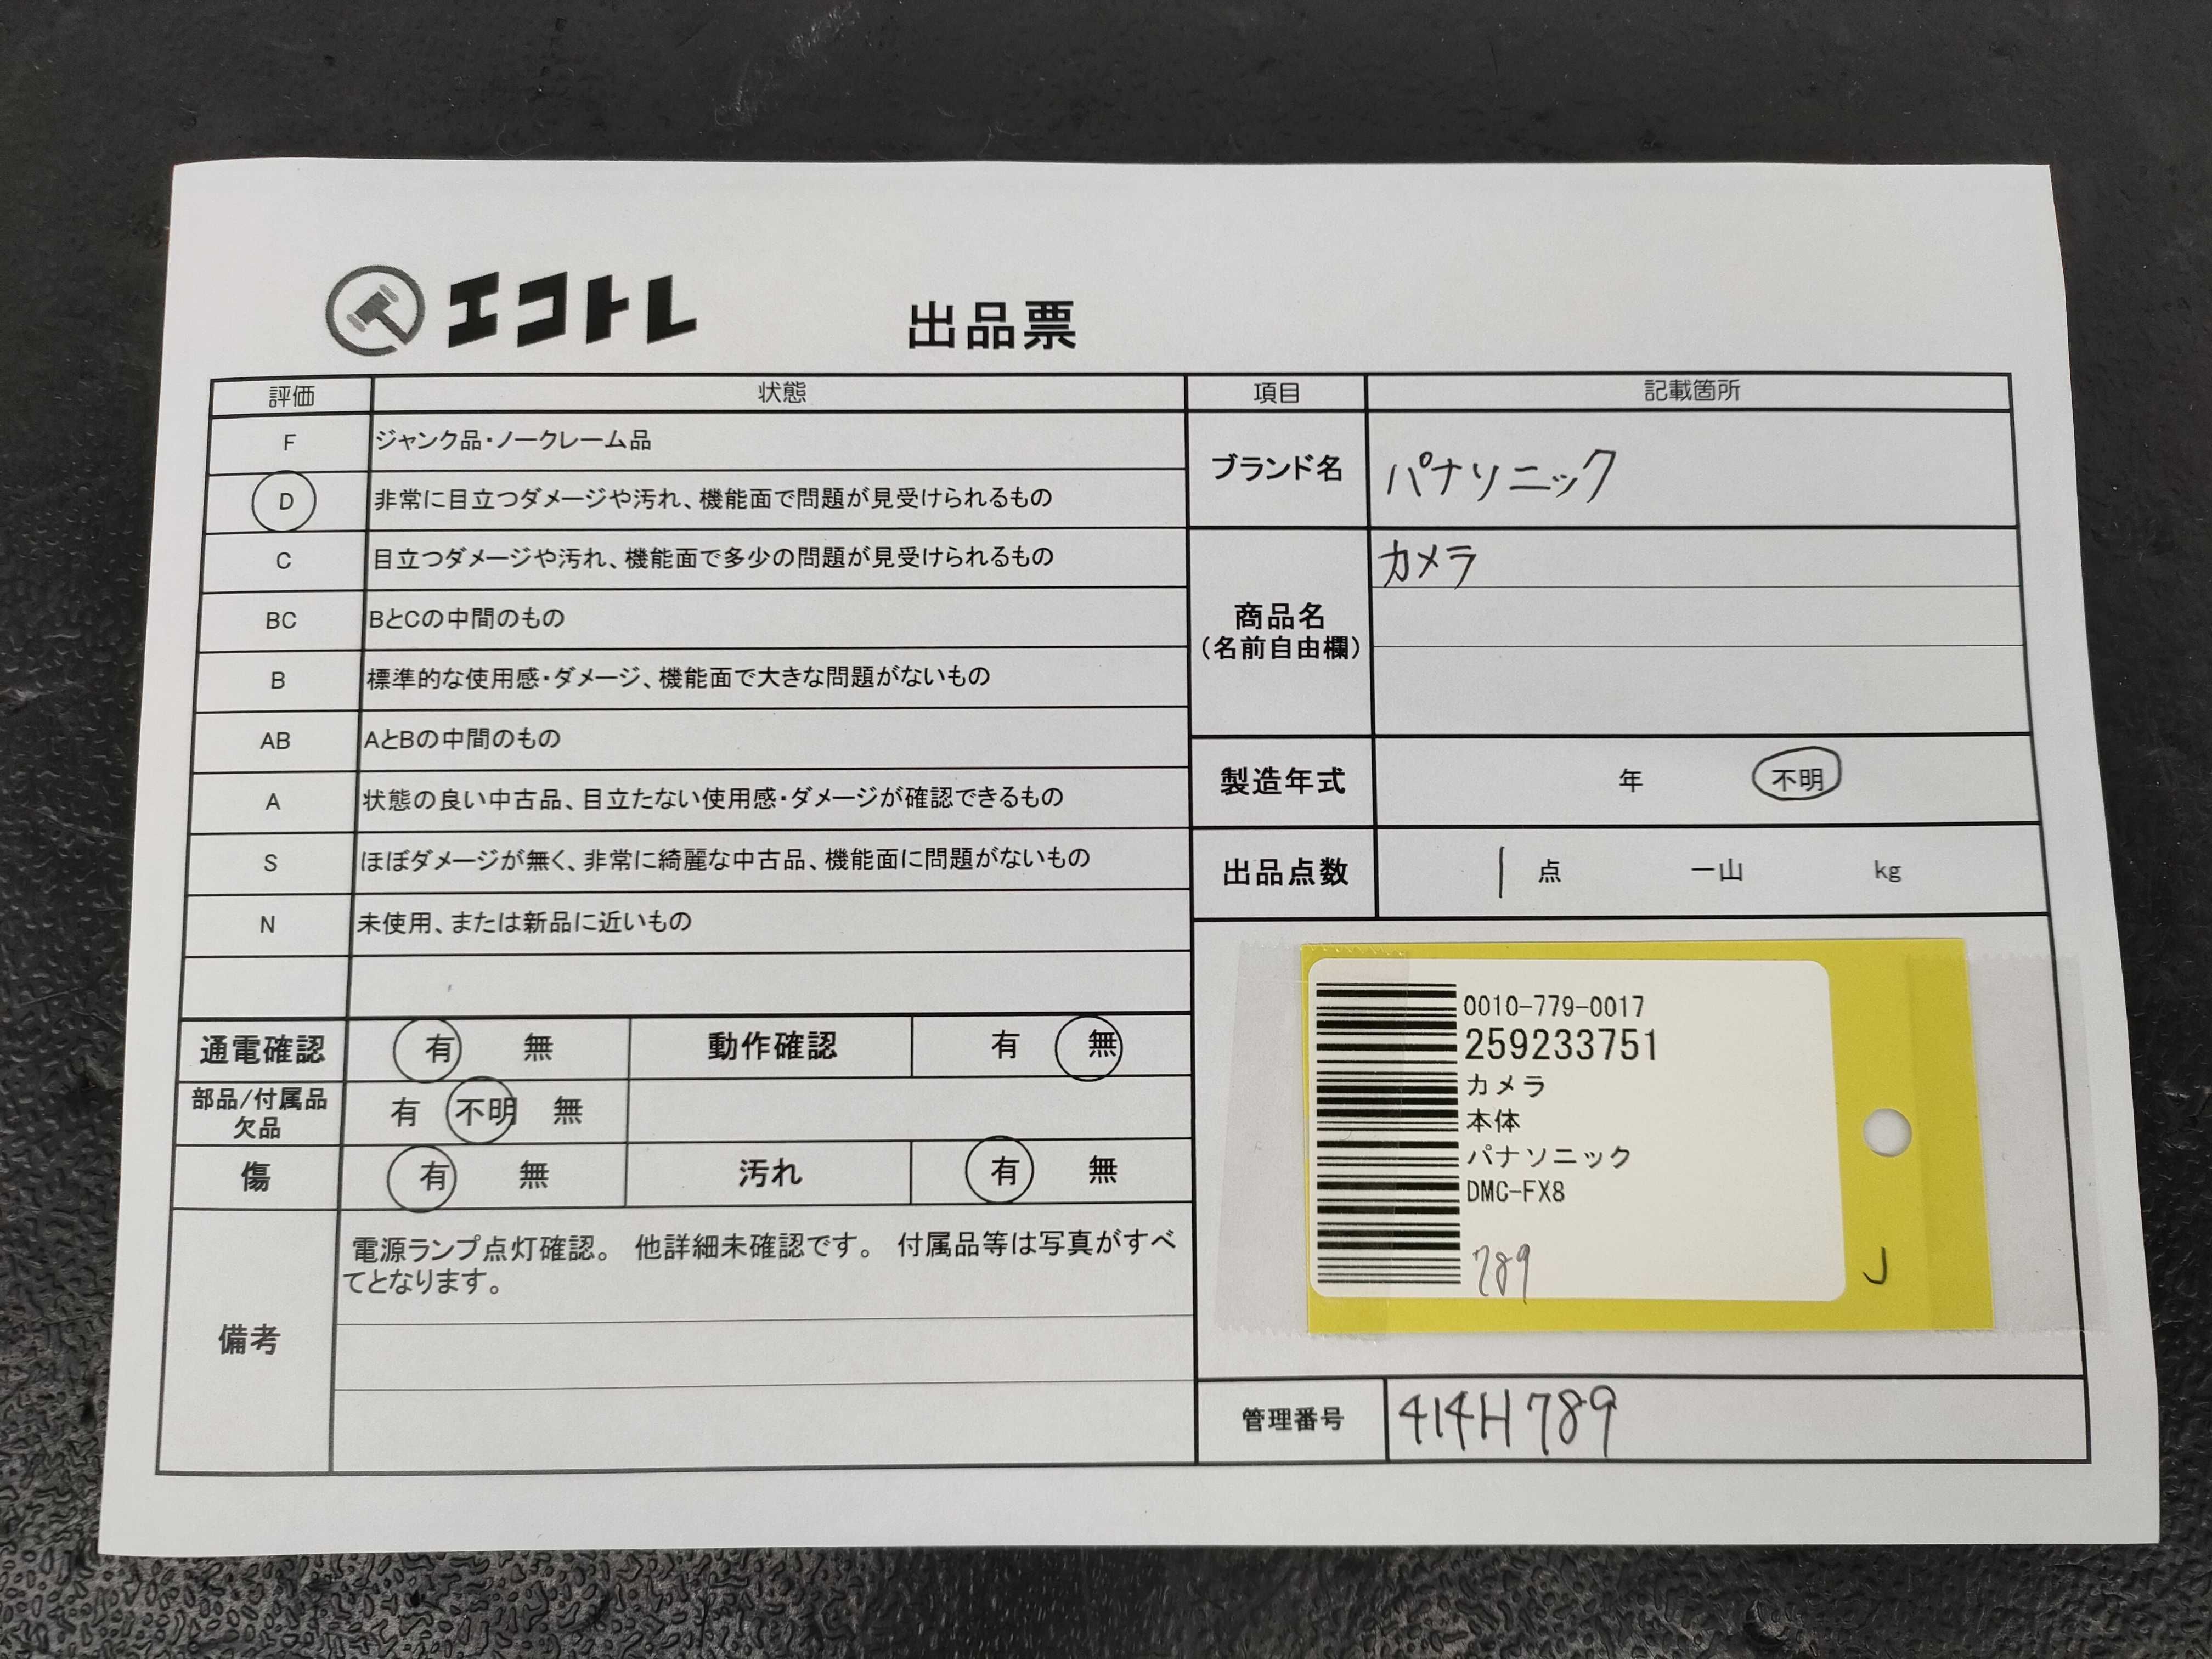 エコトレ
出品票
評価 状態
F ジャンク品・ノークレーム品
D 非常に目立つダメージや汚れ、機能面で問題が見受けられるもの
C 目立つダメージや汚れ、機能面で多少の問題が見受けられるもの
BC BとCの中間のもの
B 標準的な使用感・ダメージ、機能面で大きな問題がないもの
AB AとBの中間のもの
A 状態の良い中古品、目立たない使用感・ダメージが確認できるもの
S ほぼダメージが無く、非常に綺麗な中古品、機能面に問題がないもの
N 未使用、または新品に近いもの
通電確認 有 無 動作確認 有 無
部品/付属品
欠品
有 不明 無
傷 有 無 汚れ 有 無
備考
電源ランプ点灯確認。 他詳細未確認です。 付属品等は写真がすべ
てとなります。
項目 記載箇所
ブランド名 パナソニック
商品名
(名前自由欄)
カメラ
製造年式 年 不明
出品点数 1 点 一山 kg
0010-779-0017
259233751
カメラ
本体
パナソニック
DMC-FX8
789
J
管理番号 414H789